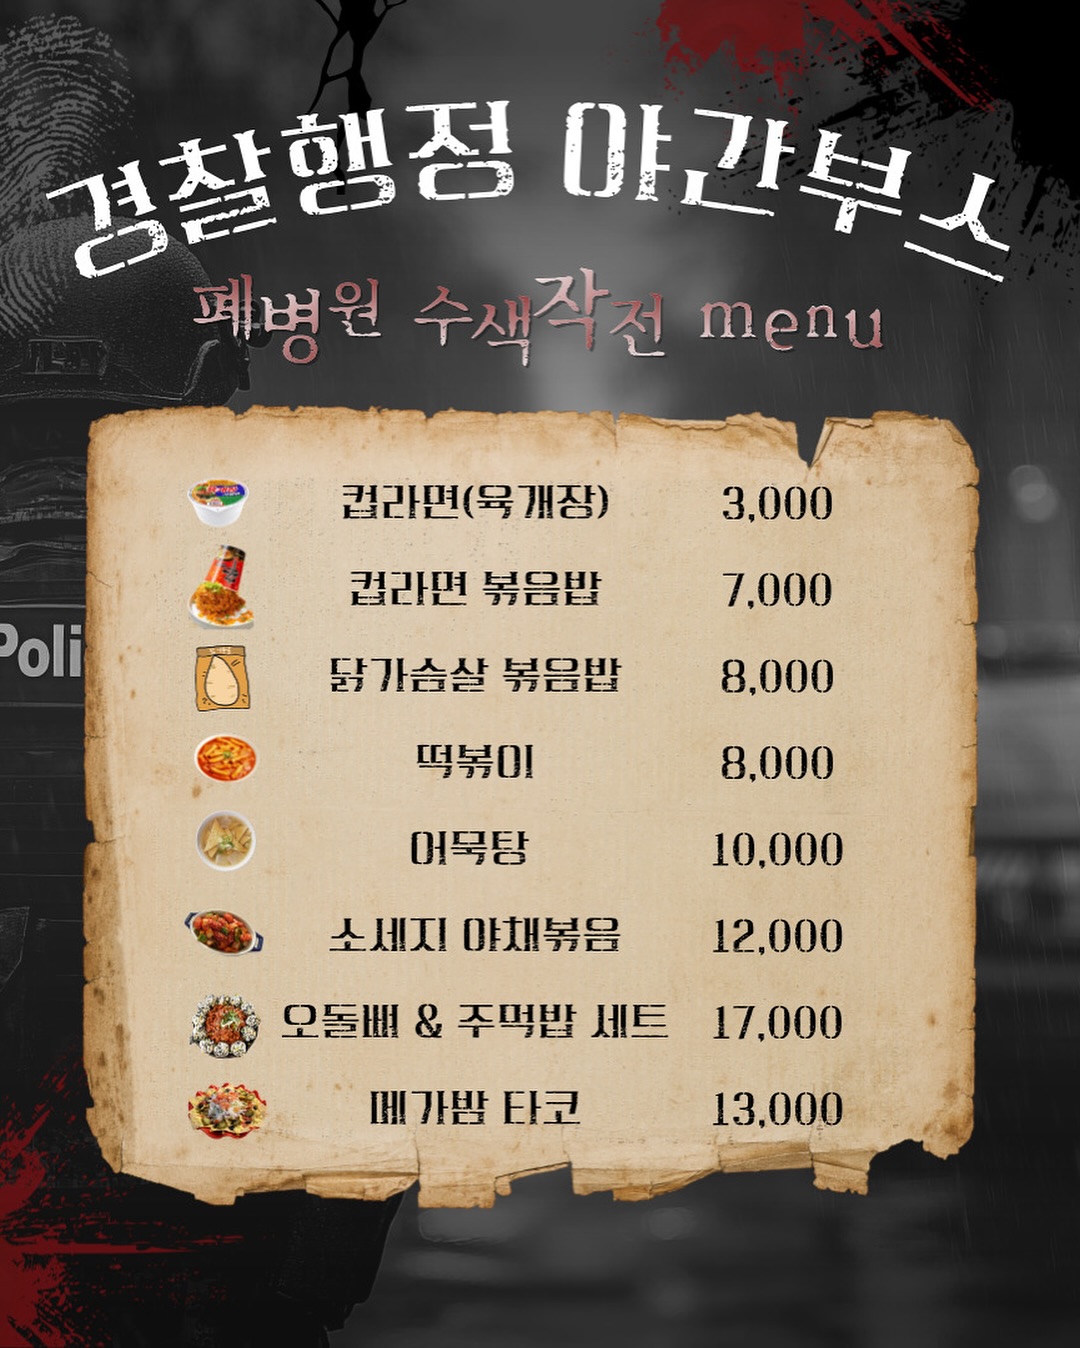 경찰행정 야간부스
폐병원 수색작전 menu
Poli
컵라면(육개장) 3,000
컵라면 볶음밥 7,000
닭가슴살 볶음밥 8,000
떡볶이 8,000
어묵탕 10,000
소세지 야채볶음 12,000
오돌뼈 & 주먹밥 세트 17,000
메가밤 타코 13,000